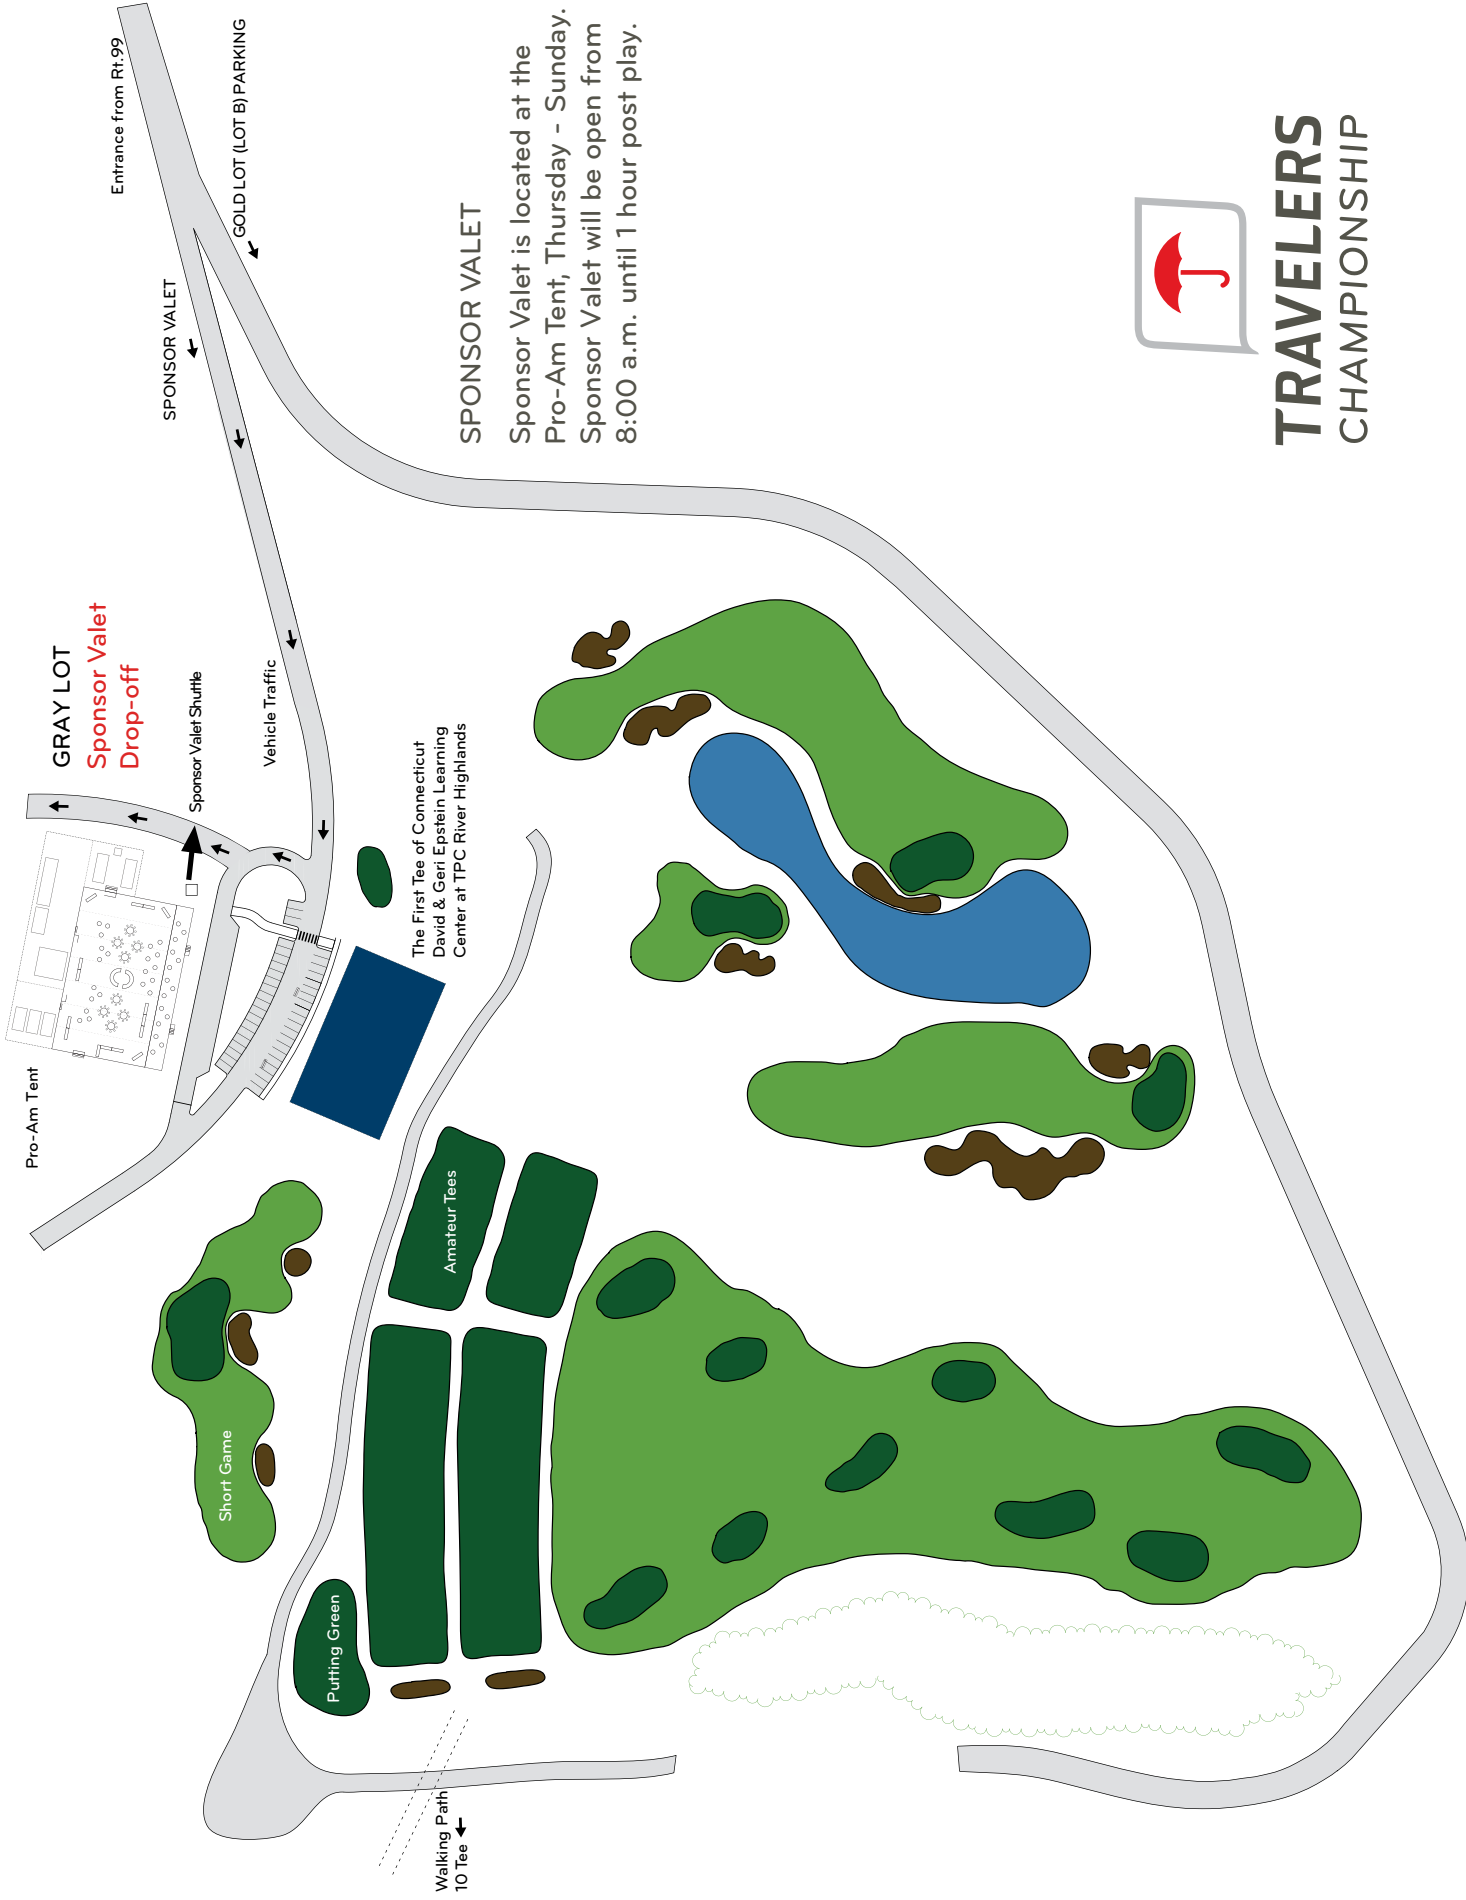 Entrance from Rt.99
GOLD LOT (LOT B) PARKING
SPONSOR VALET
SPONSOR VALET
Sponsor Valet is located at the
Pro-Am Tent, Thursday - Sunday.
Sponsor Valet will be open from
8:00 a.m. until 1 hour post play.
TRAVELERS
CHAMPIONSHIP
GRAY LOT
Sponsor Valet
Drop-off
Sponsor Valet Shuttle
Vehicle Traffic
The First Tee of Connecticut
David & Geri Epstein Learning
Center at TPC River Highlands
Pro-Am Tent
Amateur Tees
Short Game
Putting Green
Walking Path
10 Tee